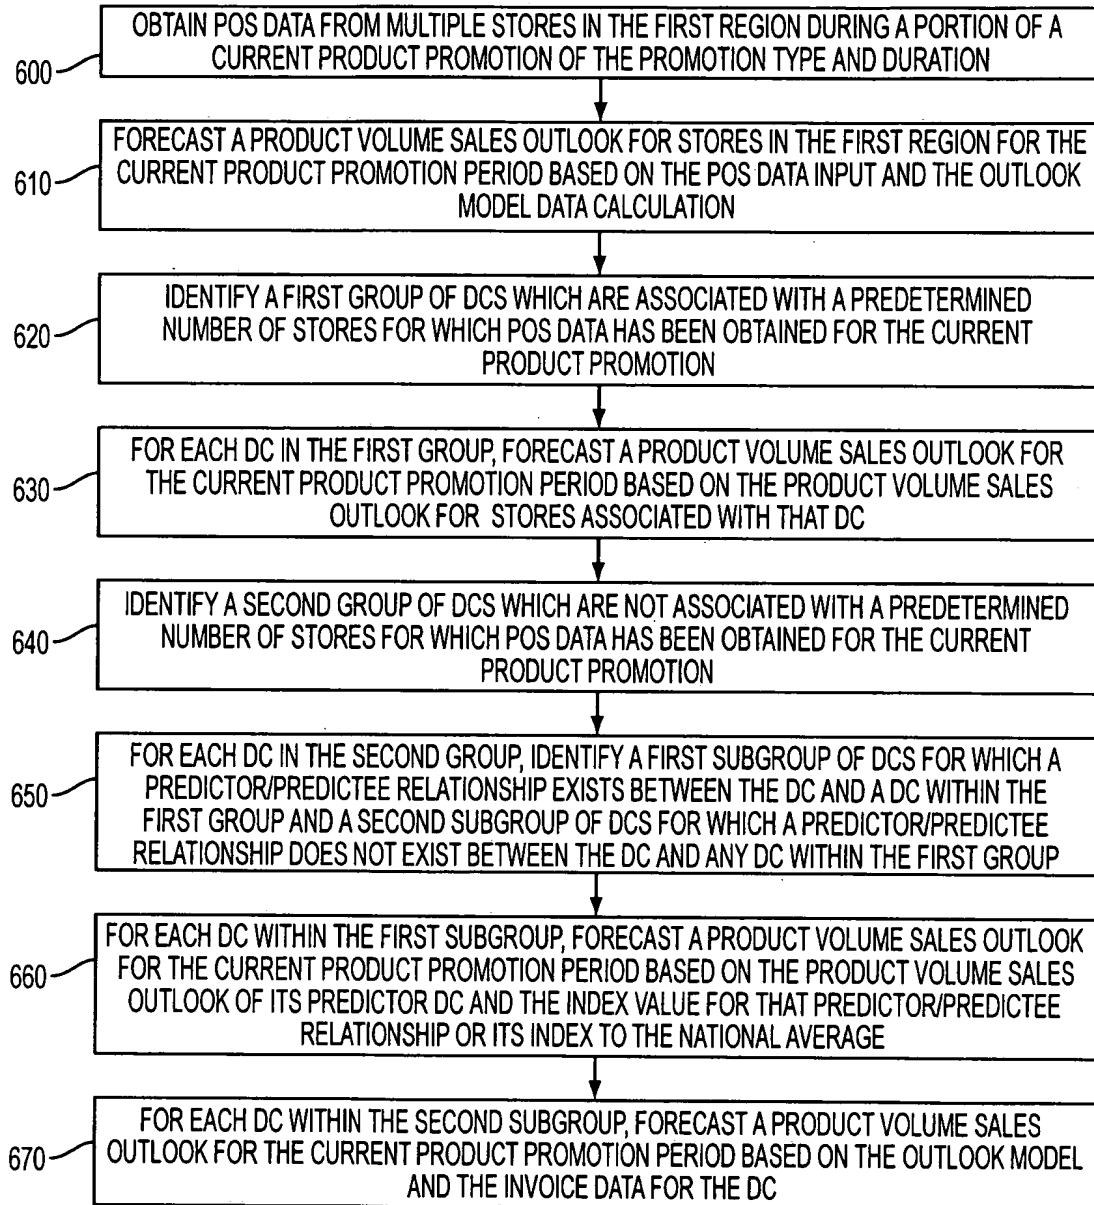 OBTAIN POS DATA FROM MULTIPLE STORES IN THE FIRST REGION DURING A PORTION OF A
CURRENT PRODUCT PROMOTION OF THE PROMOTION TYPE AND DURATION
600
FORECAST A PRODUCT VOLUME SALES OUTLOOK FOR STORES IN THE FIRST REGION FOR THE
CURRENT PRODUCT PROMOTION PERIOD BASED ON THE POS DATA INPUT AND THE OUTLOOK
MODEL DATA CALCULATION
610
IDENTIFY A FIRST GROUP OF DCS WHICH ARE ASSOCIATED WITH A PREDETERMINED
NUMBER OF STORES FOR WHICH POS DATA HAS BEEN OBTAINED FOR THE CURRENT
PRODUCT PROMOTION
620
FOR EACH DC IN THE FIRST GROUP, FORECAST A PRODUCT VOLUME SALES OUTLOOK FOR
THE CURRENT PRODUCT PROMOTION PERIOD BASED ON THE PRODUCT VOLUME SALES
OUTLOOK FOR STORES ASSOCIATED WITH THAT DC
630
IDENTIFY A SECOND GROUP OF DCS WHICH ARE NOT ASSOCIATED WITH A PREDETERMINED
NUMBER OF STORES FOR WHICH POS DATA HAS BEEN OBTAINED FOR THE CURRENT
PRODUCT PROMOTION
640
FOR EACH DC IN THE SECOND GROUP, IDENTIFY A FIRST SUBGROUP OF DCS FOR WHICH A
PREDICTOR/PREDICTEE RELATIONSHIP EXISTS BETWEEN THE DC AND A DC WITHIN THE
FIRST GROUP AND A SECOND SUBGROUP OF DCS FOR WHICH A PREDICTOR/PREDICTEE
RELATIONSHIP DOES NOT EXIST BETWEEN THE DC AND ANY DC WITHIN THE FIRST GROUP
650
FOR EACH DC WITHIN THE FIRST SUBGROUP, FORECAST A PRODUCT VOLUME SALES OUTLOOK
FOR THE CURRENT PRODUCT PROMOTION PERIOD BASED ON THE PRODUCT VOLUME SALES
OUTLOOK OF ITS PREDICTOR DC AND THE INDEX VALUE FOR THAT PREDICTOR/PREDICTEE
RELATIONSHIP OR ITS INDEX TO THE NATIONAL AVERAGE
660
FOR EACH DC WITHIN THE SECOND SUBGROUP, FORECAST A PRODUCT VOLUME SALES
OUTLOOK FOR THE CURRENT PRODUCT PROMOTION PERIOD BASED ON THE OUTLOOK MODEL
AND THE INVOICE DATA FOR THE DC
670